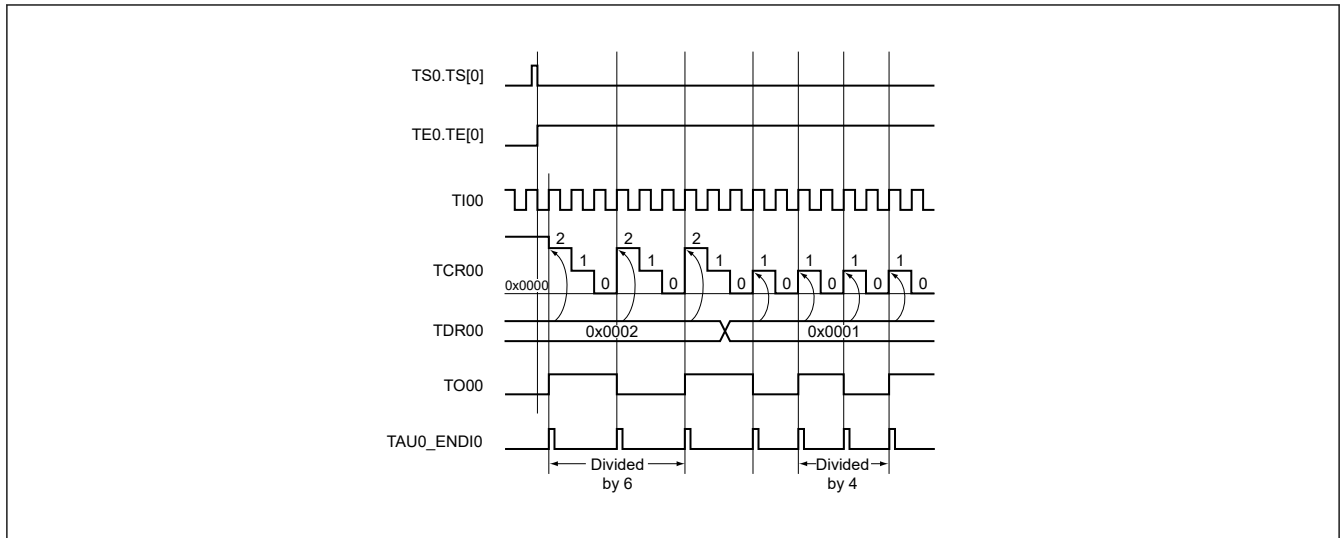 TS0.TS[0]
TE0.TE[0]
TI00
TCR00
0x0000
2 1 0 2 1 0 2 1 0 1 0 1 0 1 0 1 0
TDR00
0x0002 0x0001
TO00
TAU0_ENDI0
Divided Divided
by 6 by 4